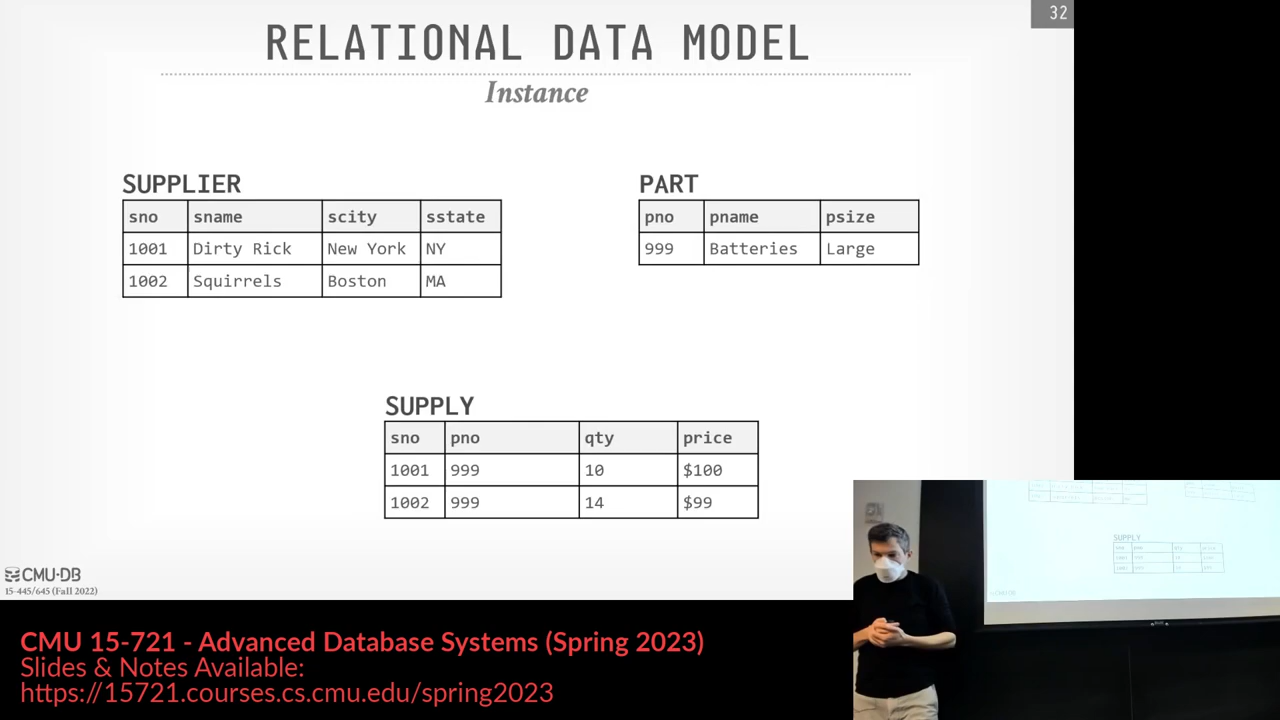 32
RELATIONAL DATA MODEL
Instance
SUPPLIER
sno sname scity sstate
1001 Dirty Rick New York NY
1002 Squirrels Boston MA
PART
pno pname psize
999 Batteries Large
SUPPLY
sno pno qty price
1001 999 10 $100
1002 999 14 $99
CMU·DB
15-445/645 (Fall 2022)
SUPPLY
CMU 15-721 - Advanced Database Systems (Spring 2023)
Slides & Notes Available:
https://15721.courses.cs.cmu.edu/spring2023